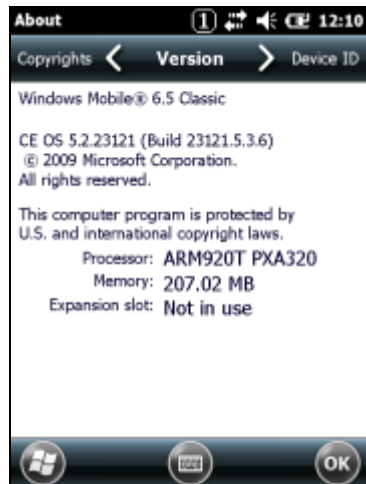 About 1 12:10
Copyrights Version Device ID
Windows Mobile® 6.5 Classic
CE OS 5.2.23121 (Build 23121.5.3.6)
© 2009 Microsoft Corporation.
All rights reserved.
This computer program is protected by
U.S. and international copyright laws.
Processor: ARM920T PXA320
Memory: 207.02 MB
Expansion slot: Not in use
OK